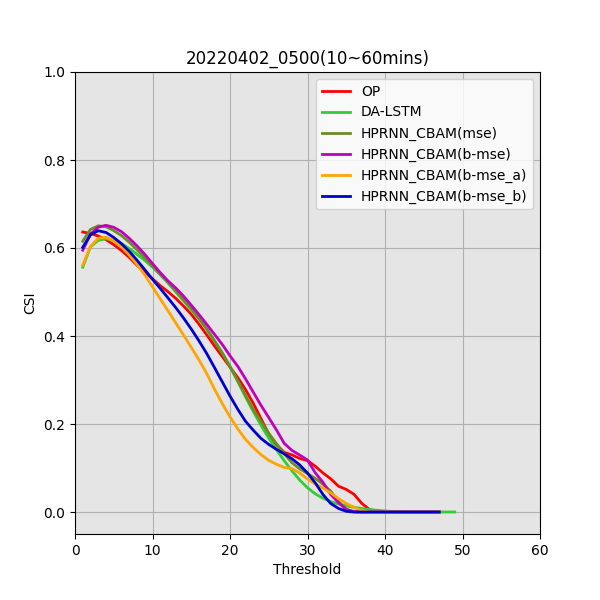 20220402_0500(10~60mins)
1.0
0.8
0.6
0.4
0.2
0.0
CSI
OP
DA-LSTM
HPRNN_CBAM(mse)
HPRNN_CBAM(b-mse)
HPRNN_CBAM(b-mse_a)
HPRNN_CBAM(b-mse_b)
0 10 20 30 40 50 60
Threshold